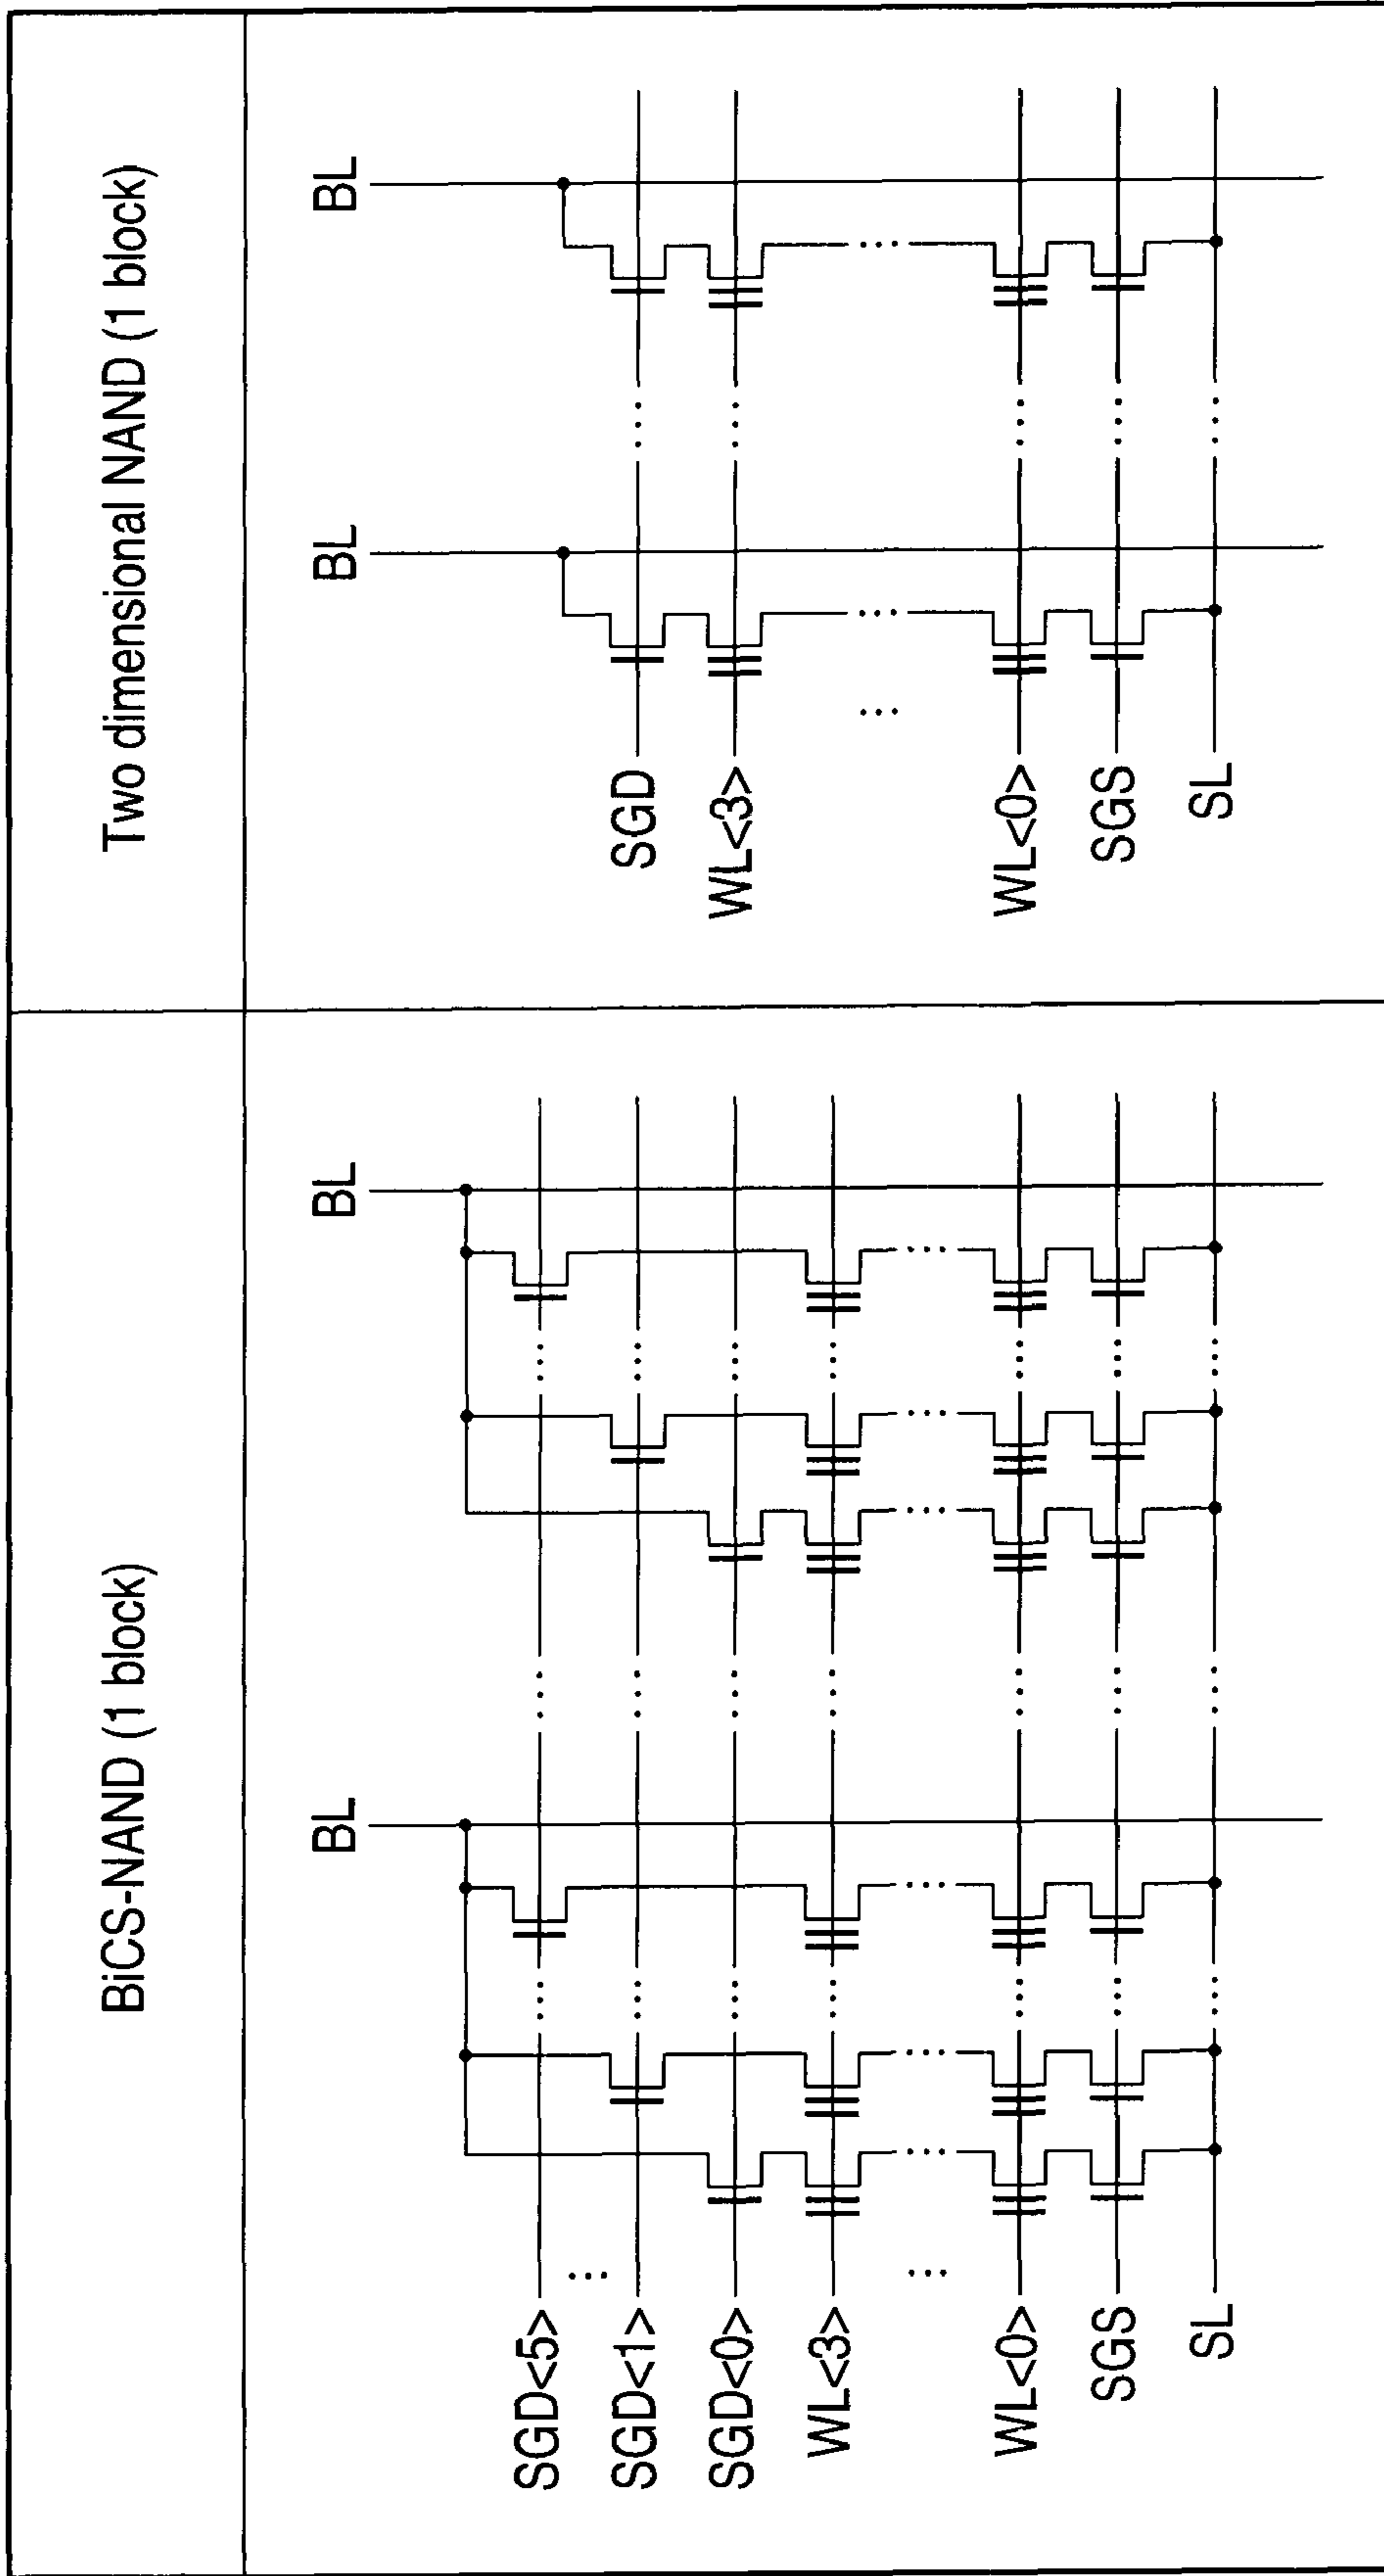 BiCS-NAND (1 block)
BL
BL
SGD<5>
...
SGD<1>
SGD<0>
WL<3>
...
WL<0>
SGS
SL
Two dimensional NAND (1 block)
BL
BL
SGD
WL<3>
...
WL<0>
SGS
SL